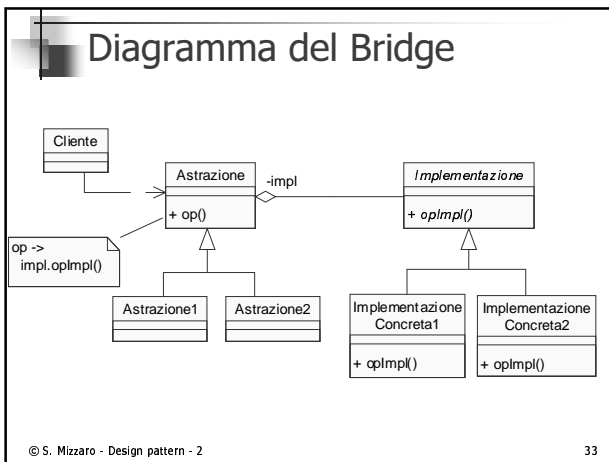 Diagramma del Bridge
Cliente
Astrazione
-impl
Implementazione
+ op()
+ opImpl()
op ->
impl.opImpl()
Astrazione1
Astrazione2
Implementazione
Concreta1
+ opImpl()
Implementazione
Concreta2
+ opImpl()
© S. Mizzaro - Design pattern - 2
33